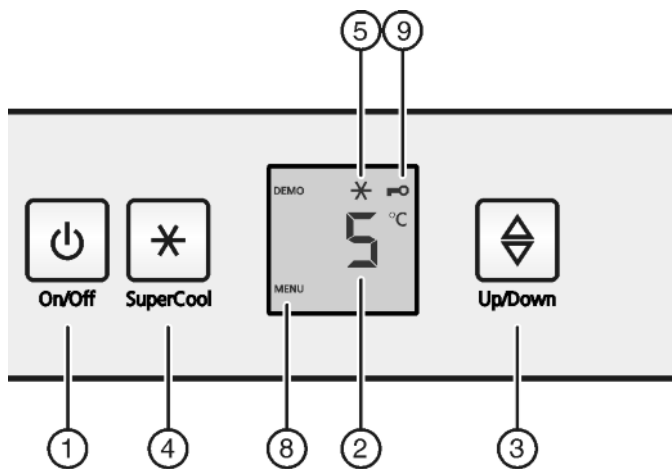 5 9
DEMO
5 °C
MENU
On/Off SuperCool Up/Down
1 4 8 2 3